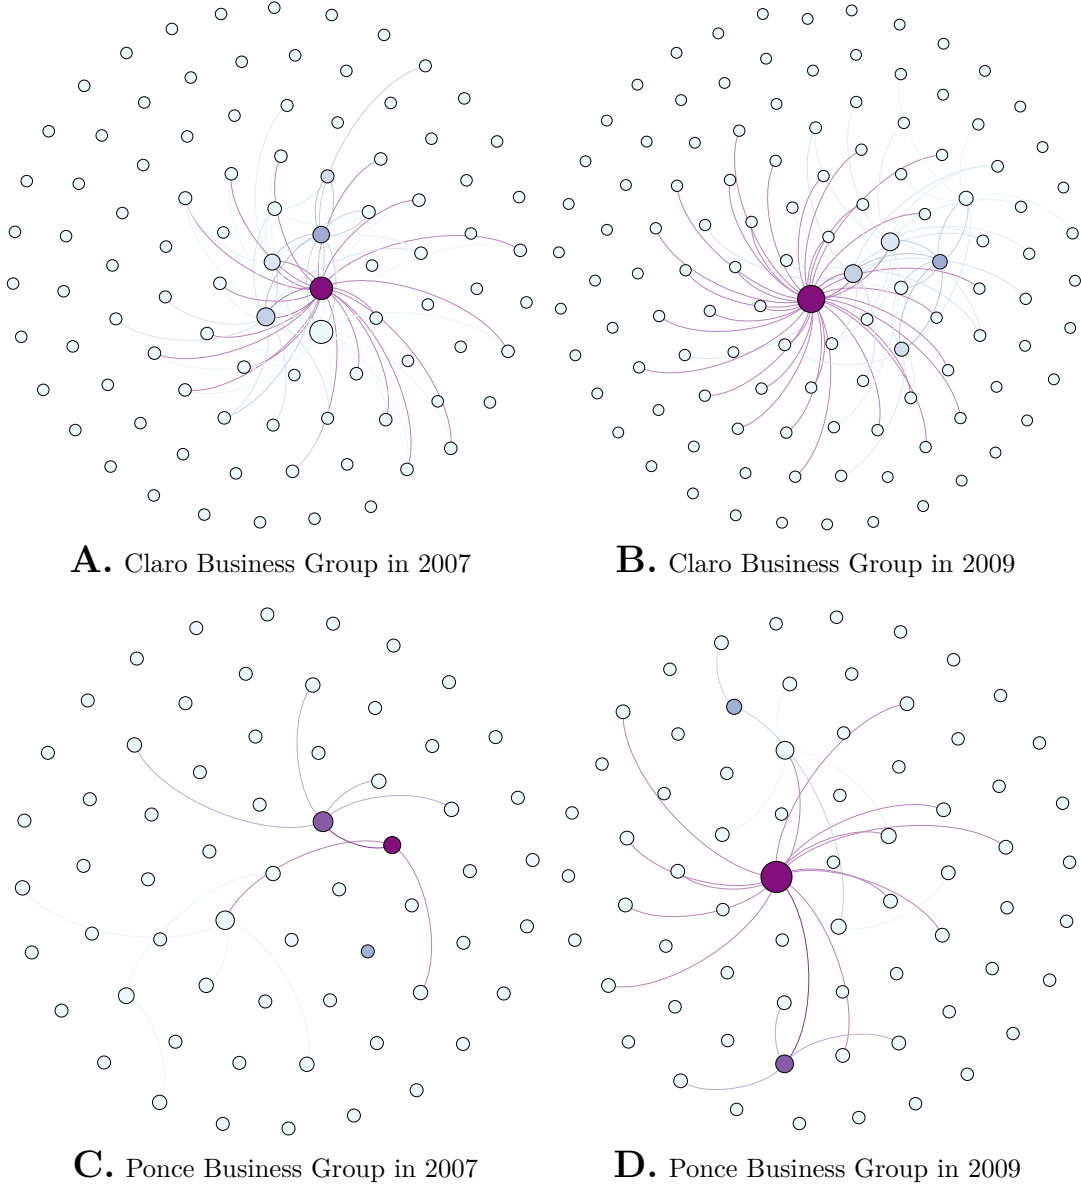 A. Claro Business Group in 2007
B. Claro Business Group in 2009
C. Ponce Business Group in 2007
D. Ponce Business Group in 2009